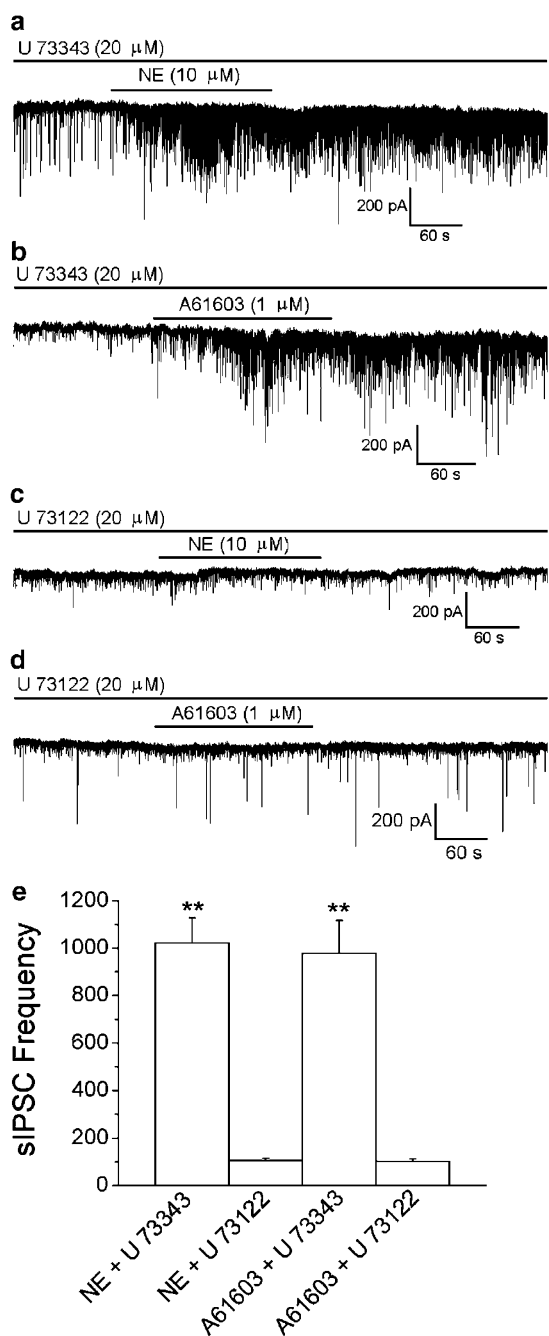 a
U 73343 (20 μM)
NE (10 μM)
200 pA
60 s
b
U 73343 (20 μM)
A61603 (1 μM)
200 pA
60 s
c
U 73122 (20 μM)
NE (10 μM)
200 pA
60 s
d
U 73122 (20 μM)
A61603 (1 μM)
200 pA
60 s
e
sIPSC Frequency
1200
1000
800
600
400
200
0
**
**
NE + U 73343
NE + U 73122
A61603 + U 73343
A61603 + U 73122